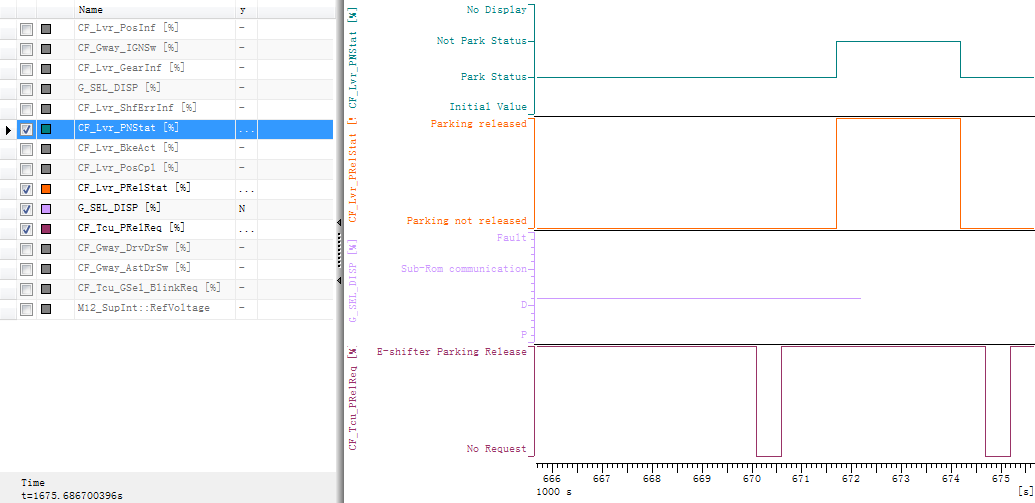 Name y
CF_Lvr_PosInf [%] -
CF_Gway_IGNSw [%] -
CF_Lvr_GearInf [%] -
G_SEL_DISP [%] -
CF_Lvr_ShfErrInf [%] -
CF_Lvr_PNStat [%] ...
CF_Lvr_BkeAct [%] -
CF_Lvr_PosCpl [%] -
CF_Lvr_PRelStat [%] ...
G_SEL_DISP [%] N
CF_Tcu_PRelReq [%] ...
CF_Gway_DrvDrSw [%] -
CF_Gway_AstDrSw [%] -
CF_Tcu_GSel_BlinkReq [%] -
M12_SupInt::RefVoltage -
Time
t=1675.686700396s
CF_Lvr_PNStat [%]
No Display
Not Park Status
Park Status
Initial Value
CF_Lvr_PRelStat
Parking released
Parking not released
G_SEL_DISP [%]
Fault
Sub-Rom communication
D
P
CF_Tcu_PRelReq [%
E-shifter Parking Release
No Request
666 667 668 669 670 671 672 673 674 675
1000 s [s]